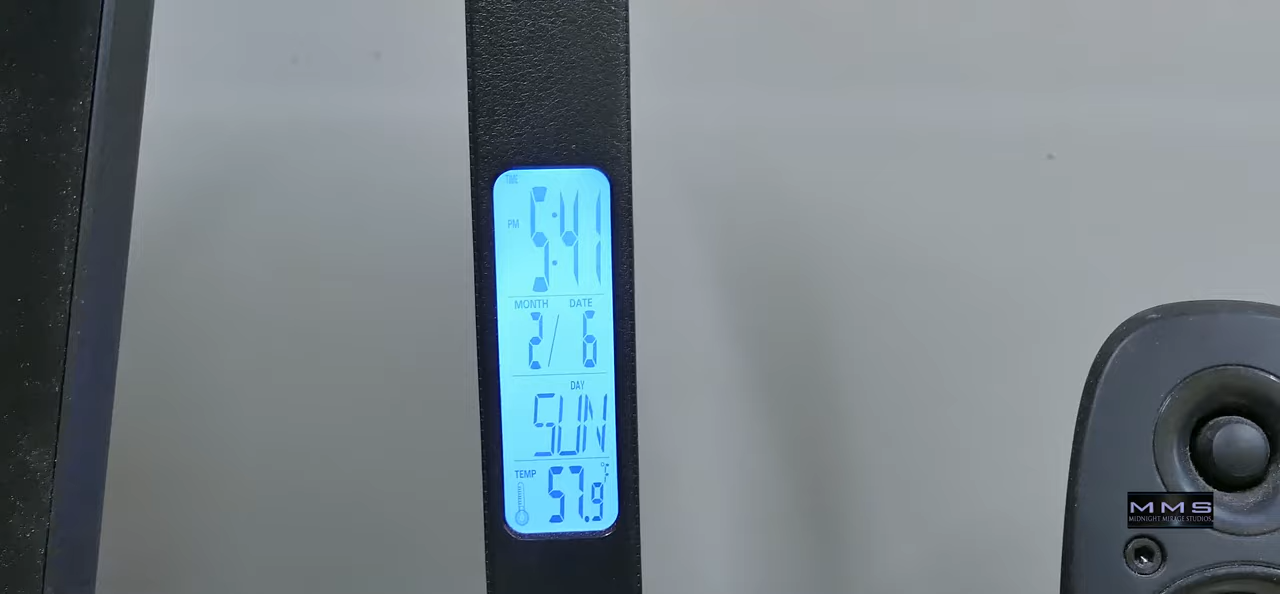 TIME
PM 5:41
MONTH DATE
2/ 6
DAY
SUN
TEMP 57.9 °F
MMS
MIDNIGHT MIRAGE STUDIOS